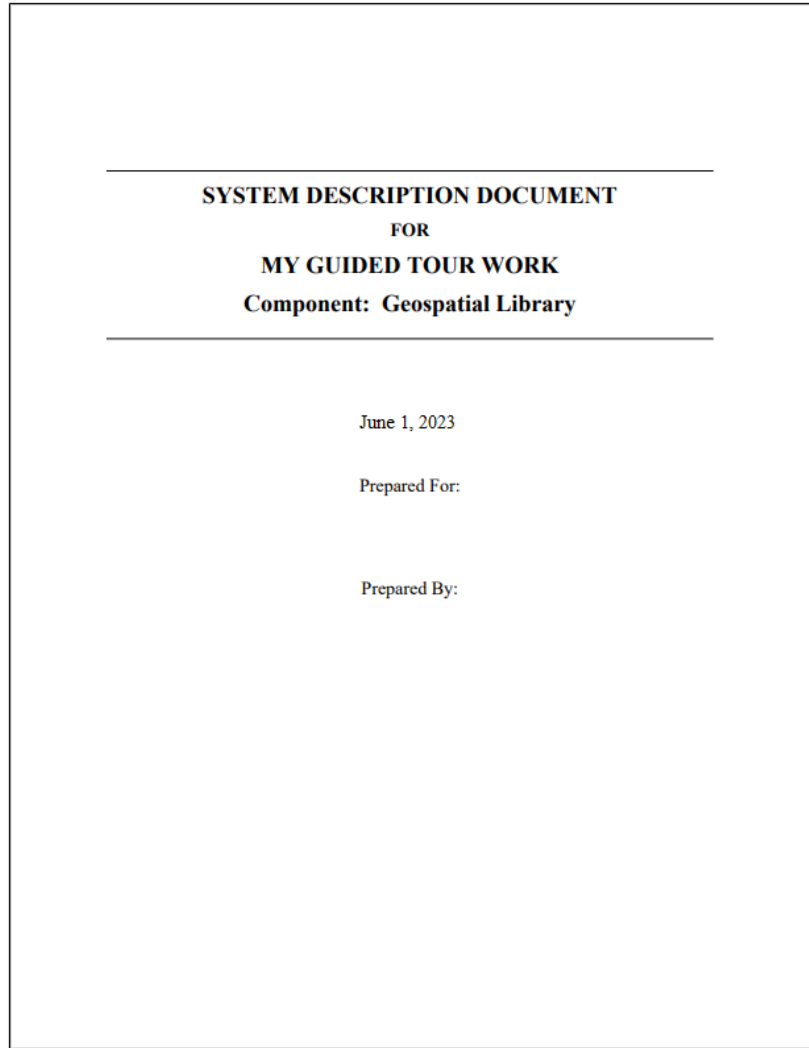 SYSTEM DESCRIPTION DOCUMENT
FOR
MY GUIDED TOUR WORK
Component:  Geospatial Library
June 1, 2023
Prepared For:
Prepared By: